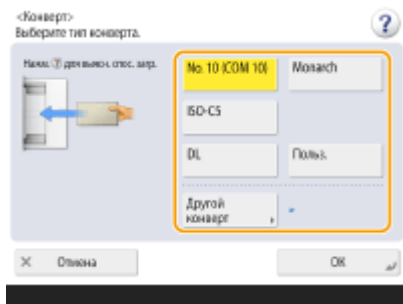 <Конверт>
Выберите тип конверта.
?
Нажм. ? для выясн. спос. загр.
No. 10 (COM 10)
Monarch
ISO-C5
DL
Польз.
Другой
конверт
-
× Отмена
OK